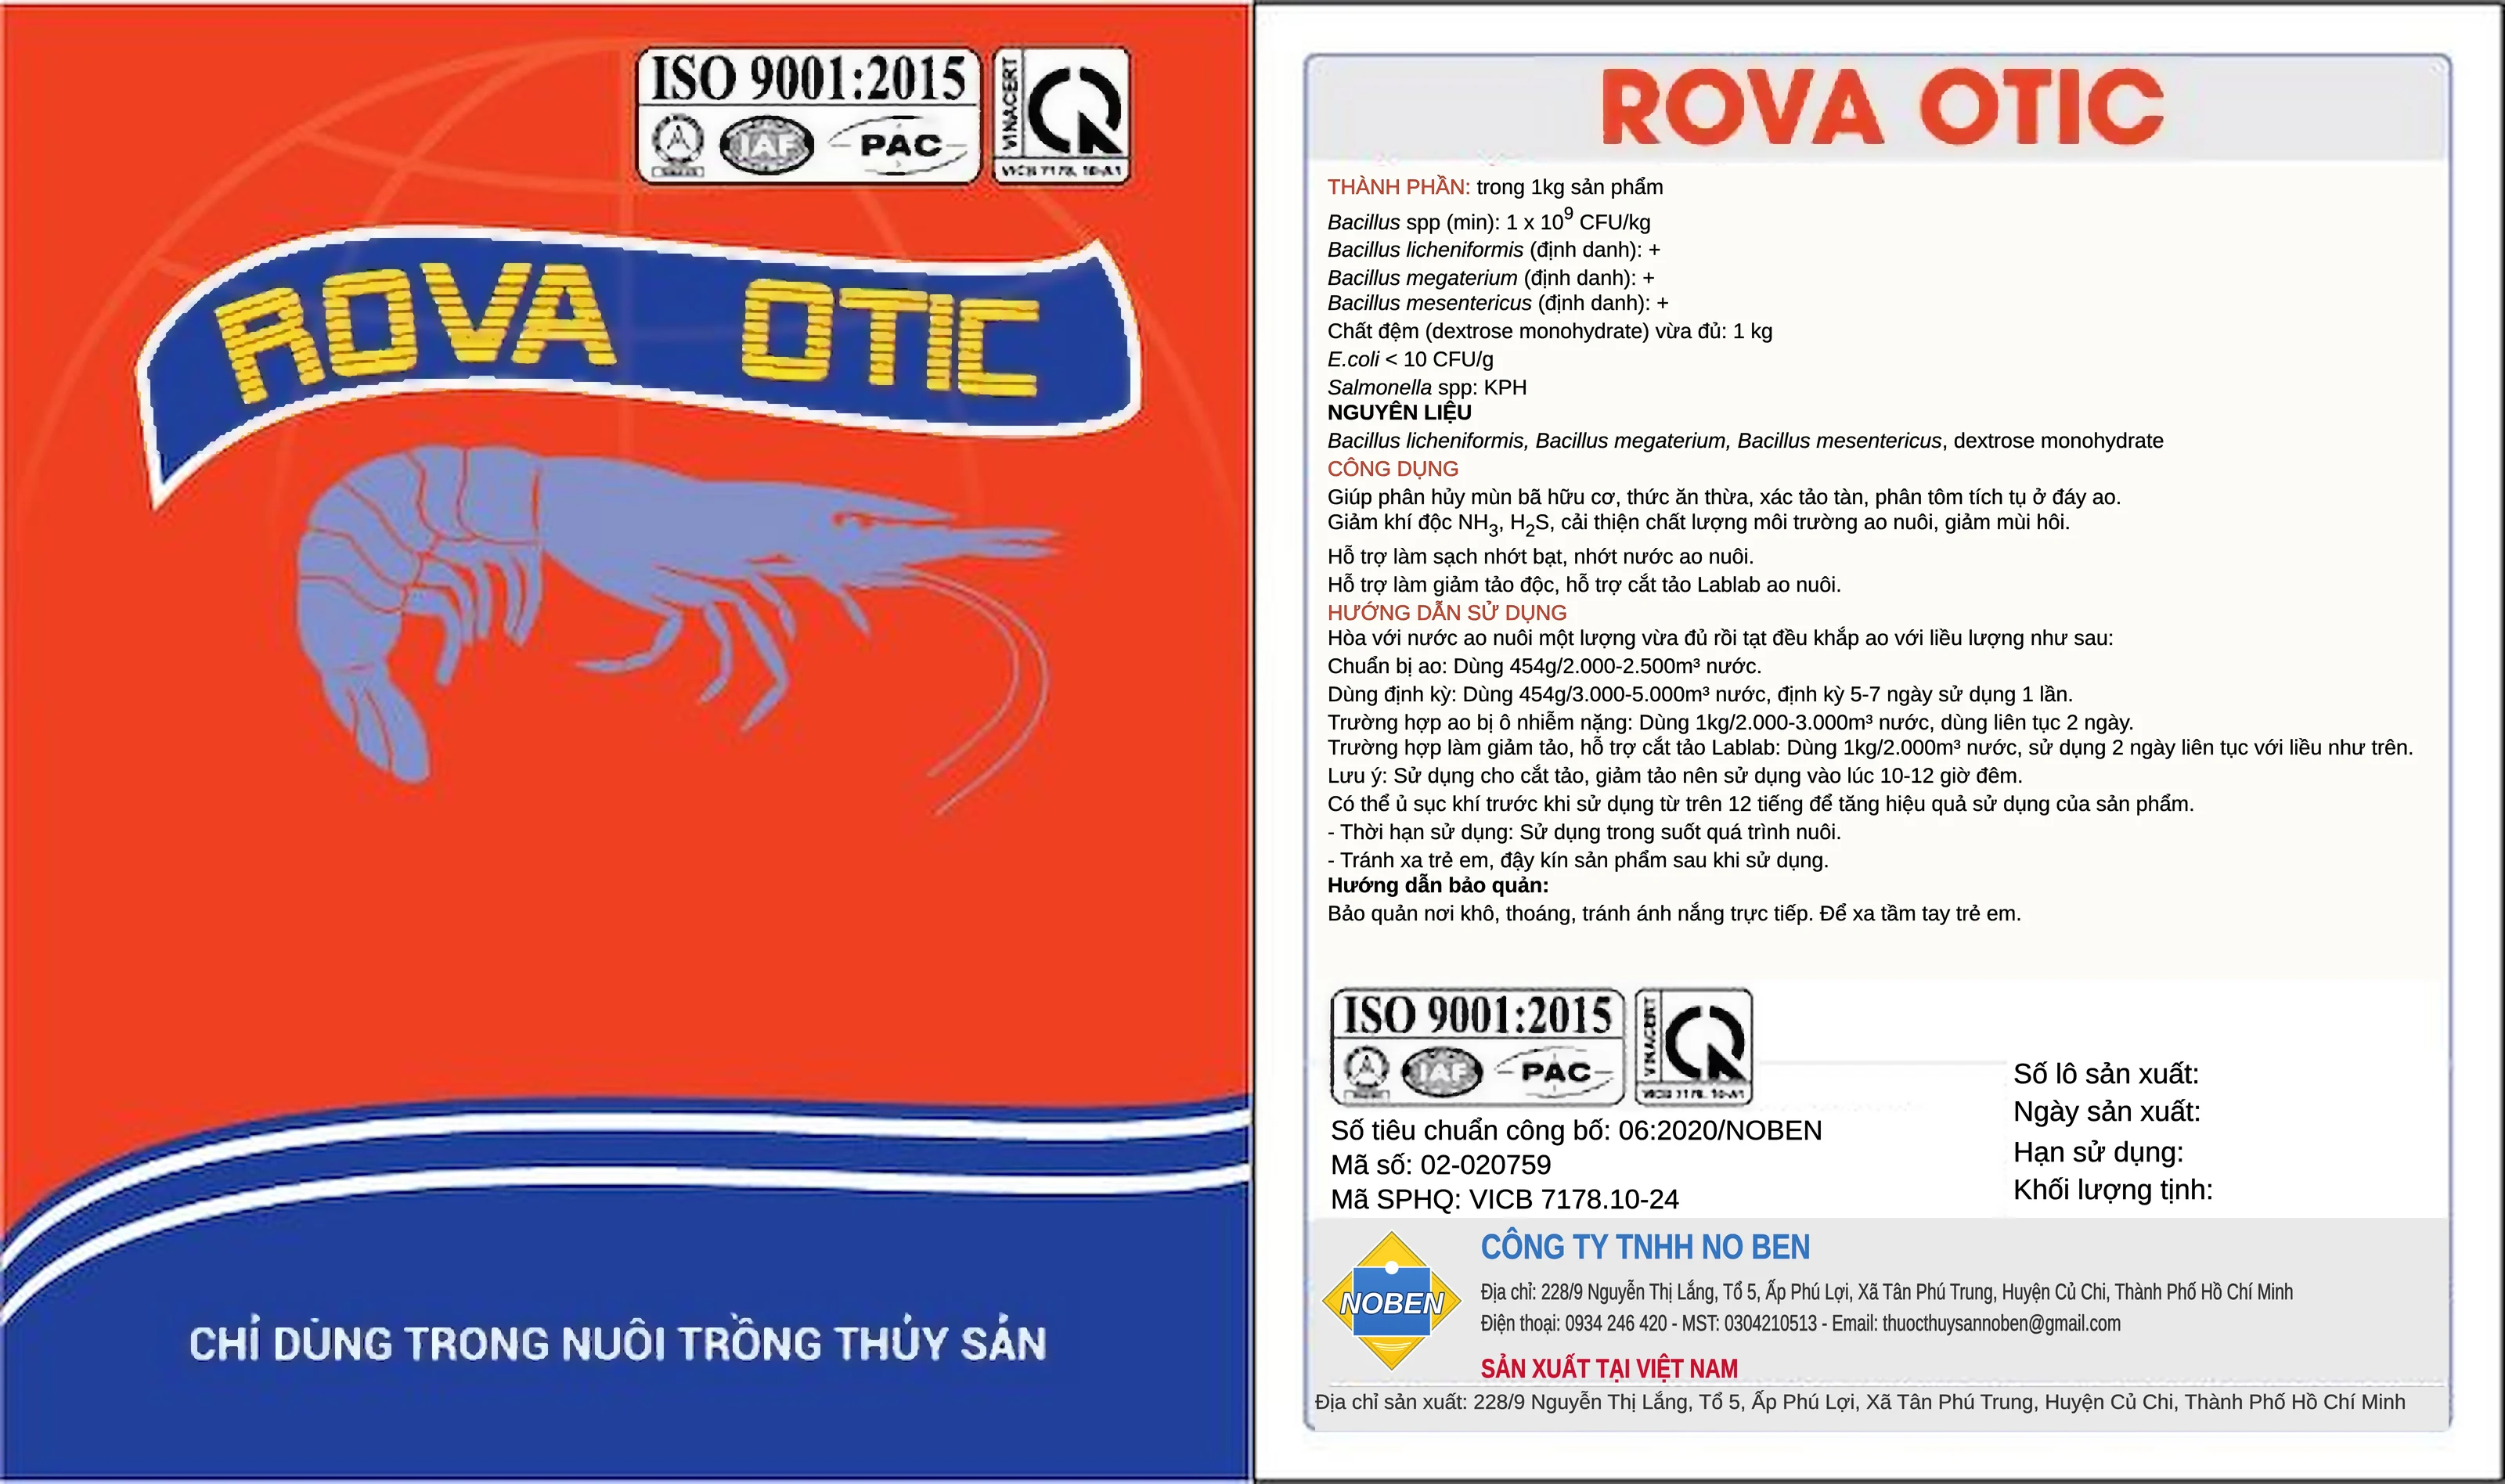 ISO 9001:2015
IAF
PAC
VINACERT
ROVA OTIC
CHỈ DÙNG TRONG NUÔI TRỒNG THỦY SẢN
ROVA OTIC
THÀNH PHẦN: trong 1kg sản phẩm
Bacillus spp (min): 1 x 10⁹ CFU/kg
Bacillus licheniformis (định danh): +
Bacillus megaterium (định danh): +
Bacillus mesentericus (định danh): +
Chất đệm (dextrose monohydrate) vừa đủ: 1 kg
E.coli < 10 CFU/g
Salmonella spp: KPH
NGUYÊN LIỆU
Bacillus licheniformis, Bacillus megaterium, Bacillus mesentericus, dextrose monohydrate
CÔNG DỤNG
Giúp phân hủy mùn bã hữu cơ, thức ăn thừa, xác tảo tàn, phân tôm tích tụ ở đáy ao.
Giảm khí độc NH₃, H₂S, cải thiện chất lượng môi trường ao nuôi, giảm mùi hôi.
Hỗ trợ làm sạch nhớt bạt, nhớt nước ao nuôi.
Hỗ trợ làm giảm tảo độc, hỗ trợ cắt tảo Lablab ao nuôi.
HƯỚNG DẪN SỬ DỤNG
Hòa với nước ao nuôi một lượng vừa đủ rồi tạt đều khắp ao với liều lượng như sau:
Chuẩn bị ao: Dùng 454g/2.000-2.500m³ nước.
Dùng định kỳ: Dùng 454g/3.000-5.000m³ nước, định kỳ 5-7 ngày sử dụng 1 lần.
Trường hợp ao bị ô nhiễm nặng: Dùng 1kg/2.000-3.000m³ nước, dùng liên tục 2 ngày.
Trường hợp làm giảm tảo, hỗ trợ cắt tảo Lablab: Dùng 1kg/2.000m³ nước, sử dụng 2 ngày liên tục với liều như trên.
Lưu ý: Sử dụng cho cắt tảo, giảm tảo nên sử dụng vào lúc 10-12 giờ đêm.
Có thể ủ sục khí trước khi sử dụng từ trên 12 tiếng để tăng hiệu quả sử dụng của sản phẩm.
- Thời hạn sử dụng: Sử dụng trong suốt quá trình nuôi.
- Tránh xa trẻ em, đậy kín sản phẩm sau khi sử dụng.
Hướng dẫn bảo quản:
Bảo quản nơi khô, thoáng, tránh ánh nắng trực tiếp. Để xa tầm tay trẻ em.
ISO 9001:2015
IAF
PAC
VINACERT
Số tiêu chuẩn công bố: 06:2020/NOBEN
Mã số: 02-020759
Mã SPHQ: VICB 7178.10-24
Số lô sản xuất:
Ngày sản xuất:
Hạn sử dụng:
Khối lượng tịnh:
NOBEN
CÔNG TY TNHH NO BEN
Địa chỉ: 228/9 Nguyễn Thị Lắng, Tổ 5, Ấp Phú Lợi, Xã Tân Phú Trung, Huyện Củ Chi, Thành Phố Hồ Chí Minh
Điện thoại: 0934 246 420 - MST: 0304210513 - Email: thuocthuysannoben@gmail.com
SẢN XUẤT TẠI VIỆT NAM
Địa chỉ sản xuất: 228/9 Nguyễn Thị Lắng, Tổ 5, Ấp Phú Lợi, Xã Tân Phú Trung, Huyện Củ Chi, Thành Phố Hồ Chí Minh